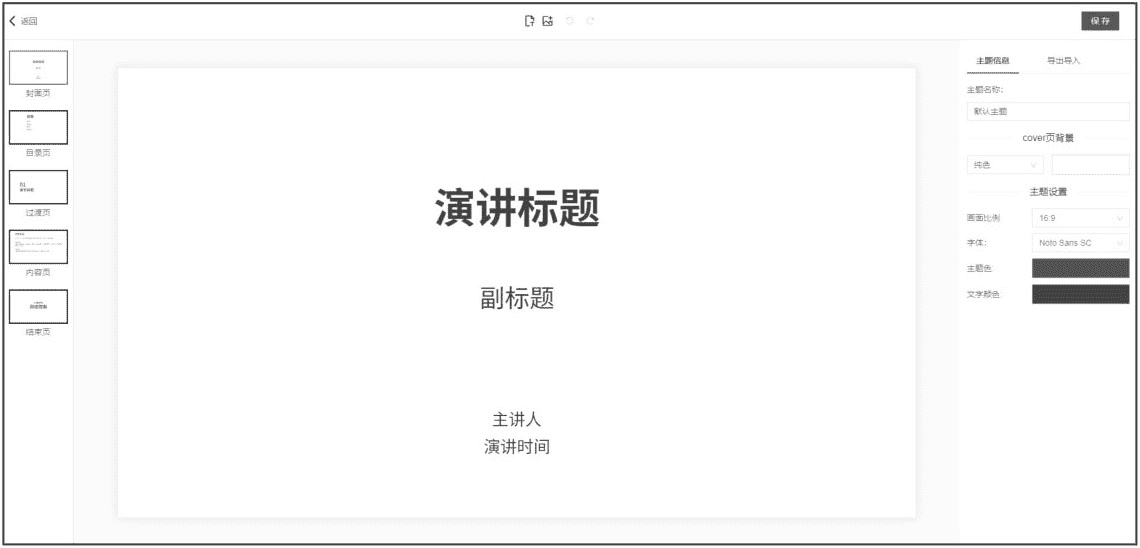 返回
保存
封面页
目录页
01
过渡页
内容页
结束页
演讲标题
副标题
主讲人
演讲时间
主题信息
导出导入
主题名称:
默认主题
cover页背景
纯色
主题设置
画面比例
16:9
字体:
Noto Sans SC
主题色
文字颜色